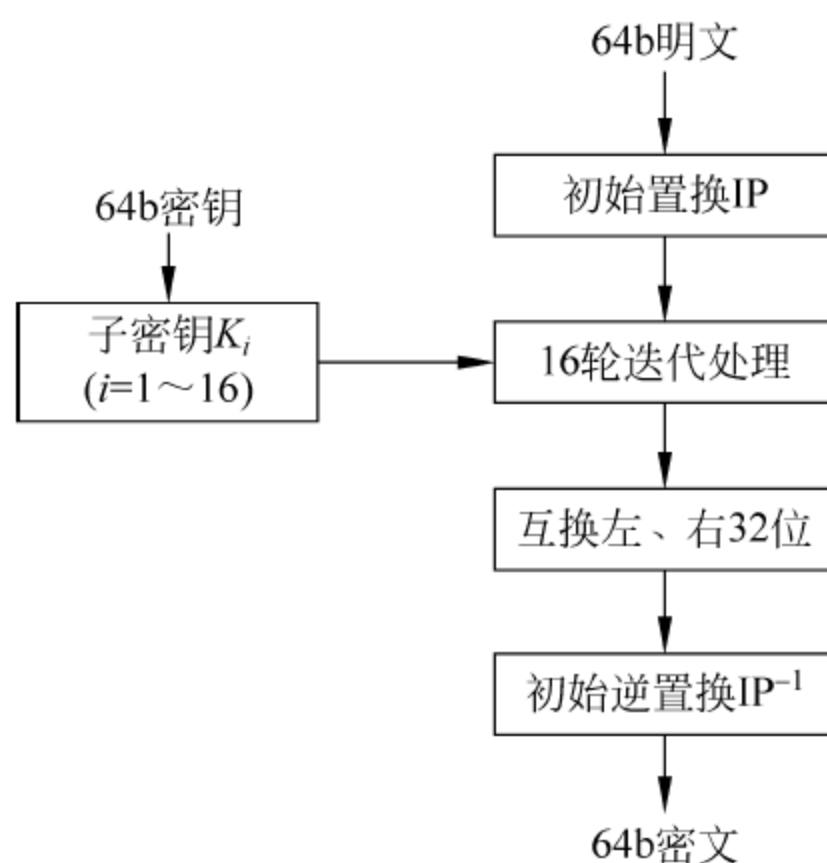 64b明文
初始置换IP
64b密钥
子密钥Kᵢ
(i=1～16)
16轮迭代处理
互换左、右32位
初始逆置换IP⁻¹
64b密文